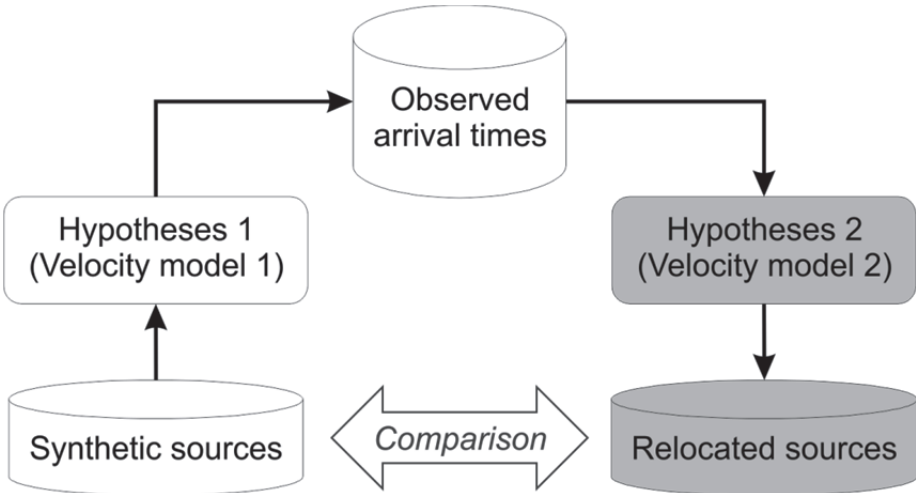 Observed
arrival times
Hypotheses 1
(Velocity model 1)
Hypotheses 2
(Velocity model 2)
Synthetic sources
Comparison
Relocated sources